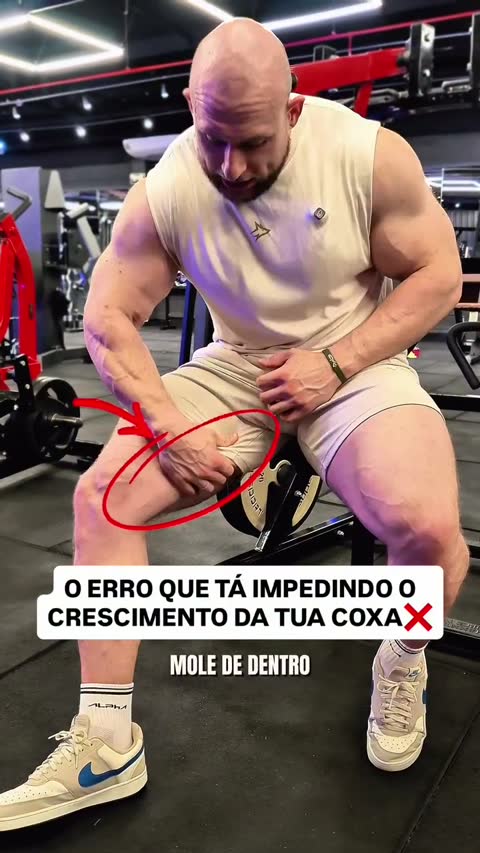 O ERRO QUE TÁ IMPEDINDO O
CRESCIMENTO DA TUA COXA❌
MOLE DE DENTRO
ALPHA